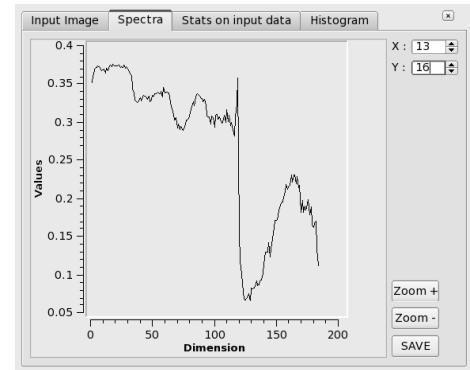 Input Image Spectra Stats on input data Histogram
X : 13
Y : 16
0.4
0.35
0.3
0.25
0.2
0.15
0.1
0.05
Values
0 50 100 150 200
Dimension
Zoom +
Zoom -
SAVE